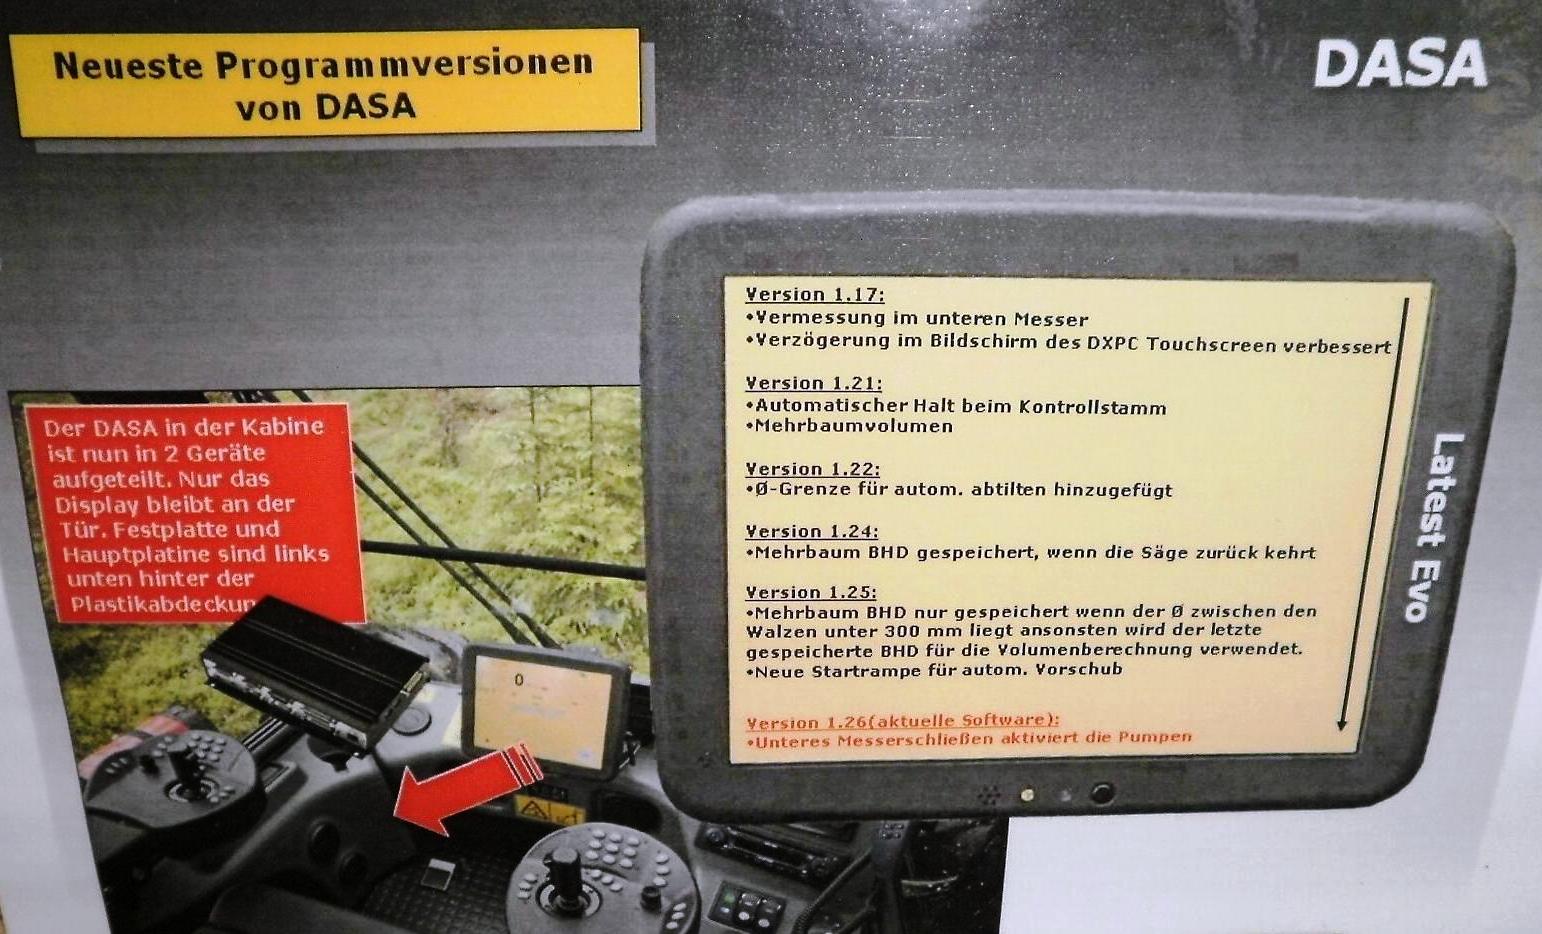 Neueste Programmversionen
von DASA
DASA
Version 1.17:
•Vermessung im unteren Messer
•Verzögerung im Bildschirm des DXPC Touchscreen verbessert
Version 1.21:
•Automatischer Halt beim Kontrollstamm
•Mehrbaumvolumen
Version 1.22:
•Ø-Grenze für autom. abtilten hinzugefügt
Version 1.24:
•Mehrbaum BHD gespeichert, wenn die Säge zurück kehrt
Version 1.25:
•Mehrbaum BHD nur gespeichert wenn der Ø zwischen den
Walzen unter 300 mm liegt ansonsten wird der letzte
gespeicherte BHD für die Volumenberechnung verwendet.
•Neue Startrampe für autom. Vorschub
Version 1.26(aktuelle Software):
•Unteres Messerschließen aktiviert die Pumpen
Latest Evo
Der DASA in der Kabine
ist nun in 2 Geräte
aufgeteilt. Nur das
Display bleibt an der
Tür. Festplatte und
Hauptplatine sind links
unten hinter der
Plastikabdeckun
0